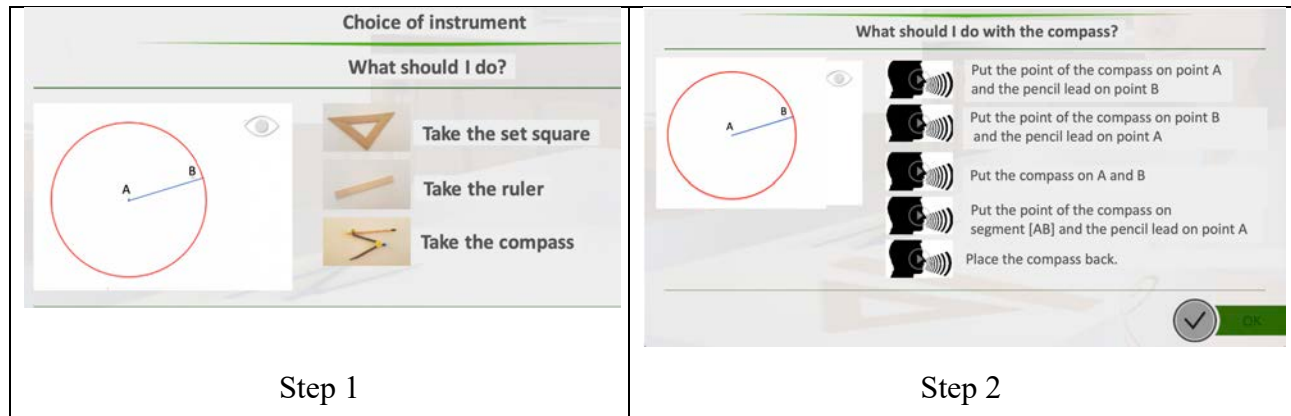 Choice of instrument
What should I do?
A
B
Take the set square
Take the ruler
Take the compass
Step 1
What should I do with the compass?
A
B
Put the point of the compass on point A
and the pencil lead on point B
Put the point of the compass on point B
and the pencil lead on point A
Put the compass on A and B
Put the point of the compass on
segment [AB] and the pencil lead on point A
Place the compass back.
OK
Step 2